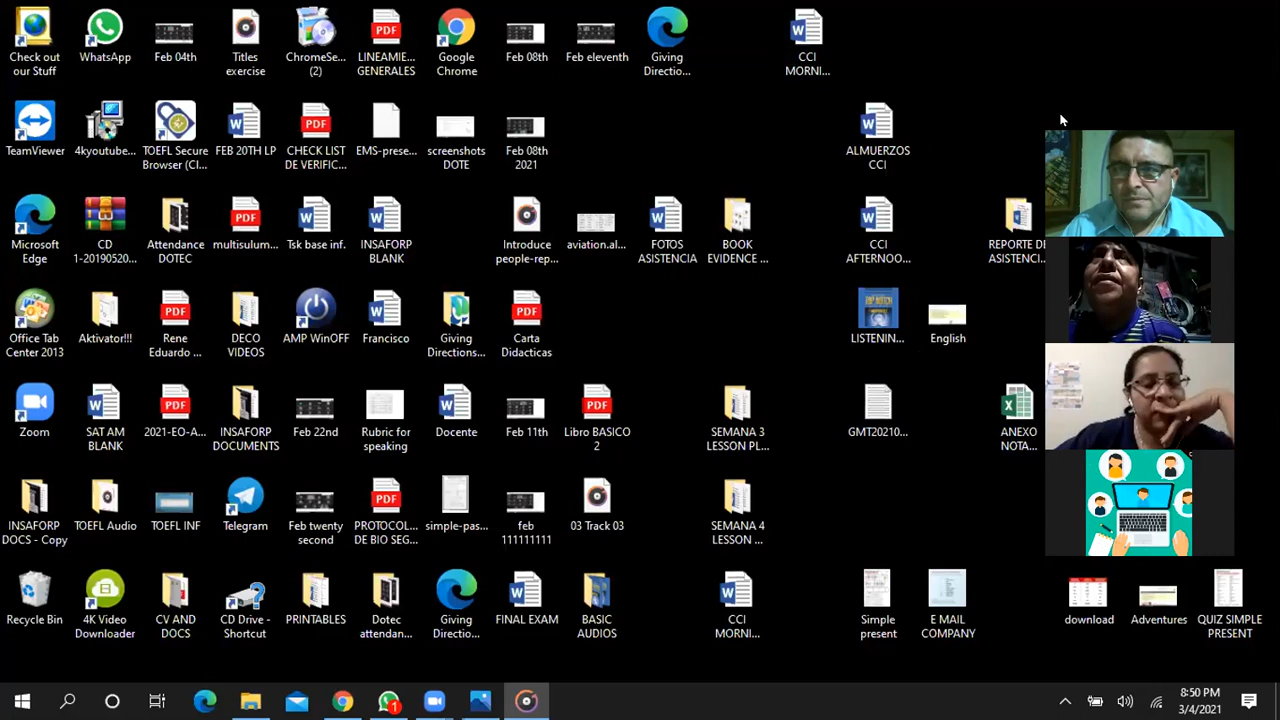 Check out our Stuff
WhatsApp
Feb 04th
Titles exercise
ChromeSe... (2)
LINEAMIE... GENERALES
Google Chrome
Feb 08th
Feb eleventh
Giving Directio...
CCI MORNI...
TeamViewer
4kyoutube...
TOEFL Secure Browser (CI...
FEB 20TH LP
CHECK LIST DE VERIFIC...
EMS-prese...
screenshots DOTE
Feb 08th 2021
ALMUERZOS CCI
Microsoft Edge
CD 1-20190520...
Attendance DOTEC
multisulum...
Tsk base inf.
INSAFORP BLANK
Introduce people-rep...
aviation.al...
FOTOS ASISTENCIA
BOOK EVIDENCE ...
CCI AFTERNOO...
REPORTE DE ASISTENCI...
Office Tab Center 2013
Aktivator!!!
Rene Eduardo ...
DECO VIDEOS
AMP WinOFF
Francisco
Giving Directions...
Carta Didacticas
LISTENIN...
English
Zoom
SAT AM BLANK
2021-EO-A...
INSAFORP DOCUMENTS
Feb 22nd
Rubric for speaking
Docente
Feb 11th
Libro BASICO 2
SEMANA 3 LESSON PL...
GMT20210...
ANEXO NOTA...
INSAFORP DOCS - Copy
TOEFL Audio
TOEFL INF
Telegram
Feb twenty second
PROTOCOL... DE BIO SEG...
simple-pas...
feb 111111111
03 Track 03
SEMANA 4 LESSON ...
Recycle Bin
4K Video Downloader
CV AND DOCS
CD Drive - Shortcut
PRINTABLES
Dotec attendan...
Giving Directio...
FINAL EXAM
BASIC AUDIOS
CCI MORNI...
Simple present
E MAIL COMPANY
download
Adventures
QUIZ SIMPLE PRESENT
8:50 PM
3/4/2021